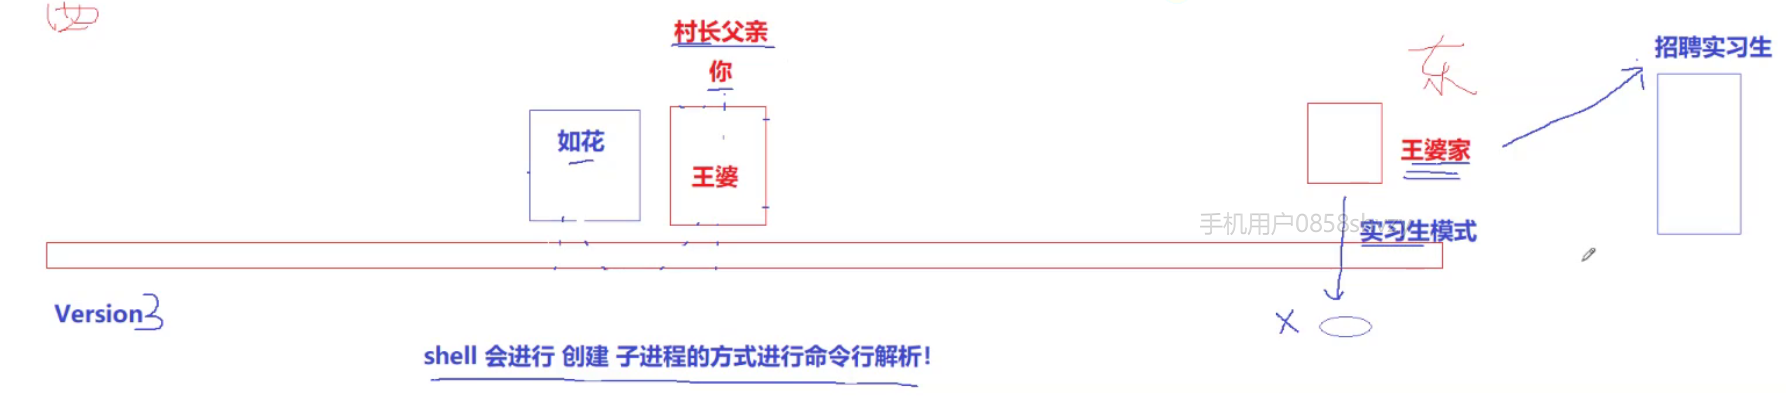 西
村长父亲
你
东
招聘实习生
如花
王婆
王婆家
手机用户0858s
实习生模式
Version3
X
shell 会进行 创建 子进程的方式进行命令行解析！